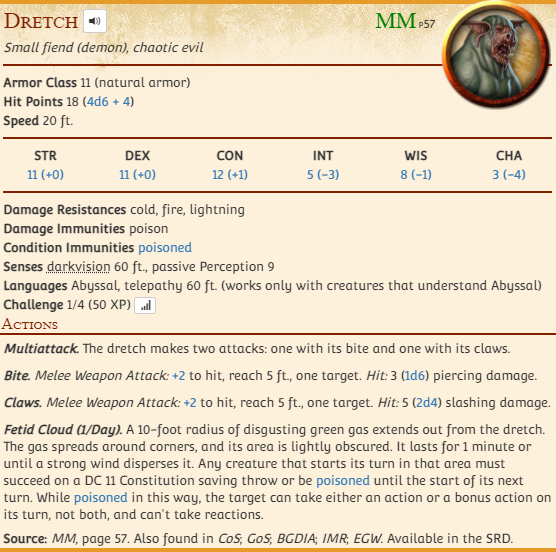 Dretch
MM P57
Small fiend (demon), chaotic evil
Armor Class 11 (natural armor)
Hit Points 18 (4d6 + 4)
Speed 20 ft.
STR DEX CON INT WIS CHA
11 (+0) 11 (+0) 12 (+1) 5 (−3) 8 (−1) 3 (−4)
Damage Resistances cold, fire, lightning
Damage Immunities poison
Condition Immunities poisoned
Senses darkvision 60 ft., passive Perception 9
Languages Abyssal, telepathy 60 ft. (works only with creatures that understand Abyssal)
Challenge 1/4 (50 XP)
Actions
Multiattack. The dretch makes two attacks: one with its bite and one with its claws.
Bite. Melee Weapon Attack: +2 to hit, reach 5 ft., one target. Hit: 3 (1d6) piercing damage.
Claws. Melee Weapon Attack: +2 to hit, reach 5 ft., one target. Hit: 5 (2d4) slashing damage.
Fetid Cloud (1/Day). A 10–foot radius of disgusting green gas extends out from the dretch.
The gas spreads around corners, and its area is lightly obscured. It lasts for 1 minute or
until a strong wind disperses it. Any creature that starts its turn in that area must
succeed on a DC 11 Constitution saving throw or be poisoned until the start of its next
turn. While poisoned in this way, the target can take either an action or a bonus action on
its turn, not both, and can't take reactions.
Source: MM, page 57. Also found in CoS; GoS; BGDIA; IMR; EGW. Available in the SRD.